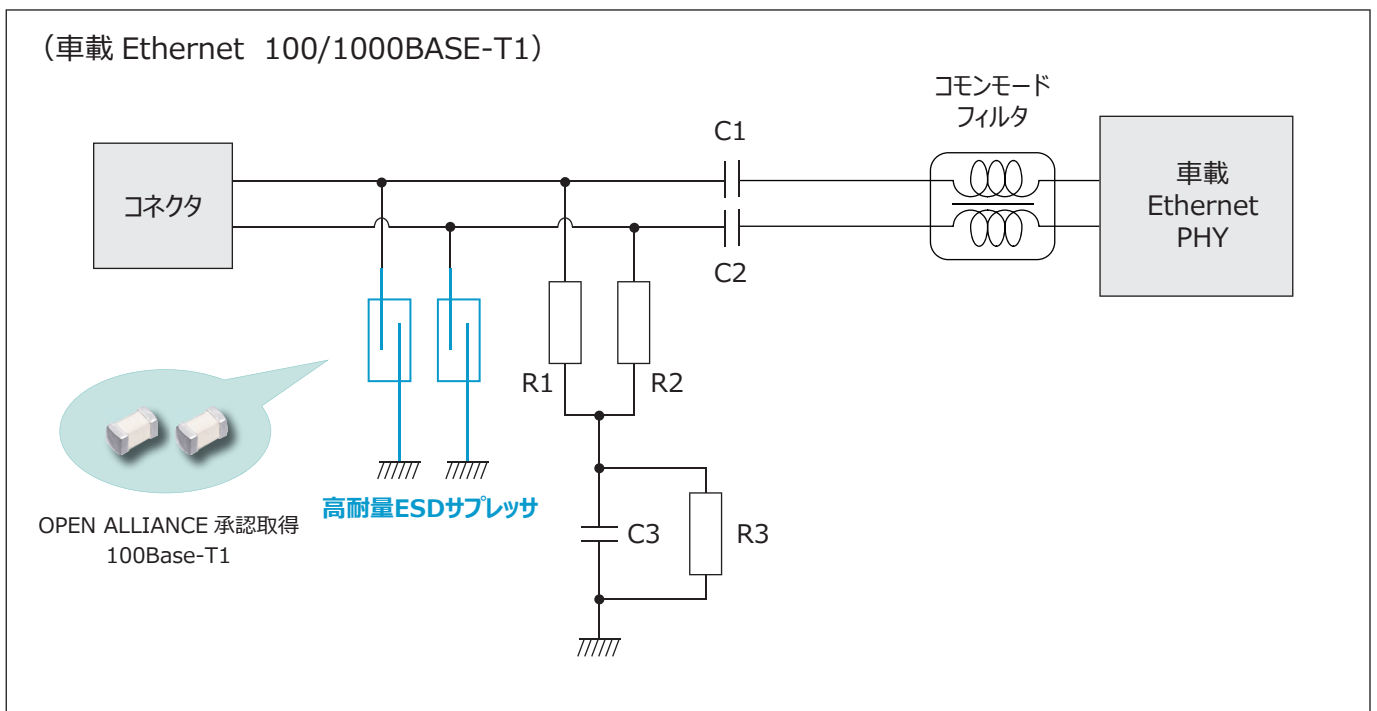 （車載 Ethernet 100/1000BASE-T1）
コモンモード
フィルタ
C1
コネクタ
車載
Ethernet
PHY
C2
R1
R2
高耐量ESDサプレッサ
OPEN ALLIANCE 承認取得
100Base-T1
C3
R3